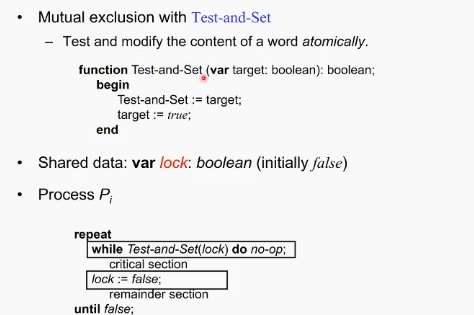 • Mutual exclusion with Test-and-Set
– Test and modify the content of a word atomically.
function Test-and-Set (var target: boolean): boolean;
begin
Test-and-Set := target;
target := true;
end
• Shared data: var lock: boolean (initially false)
• Process Pi
repeat
while Test-and-Set(lock) do no-op;
critical section
lock := false;
remainder section
until false;